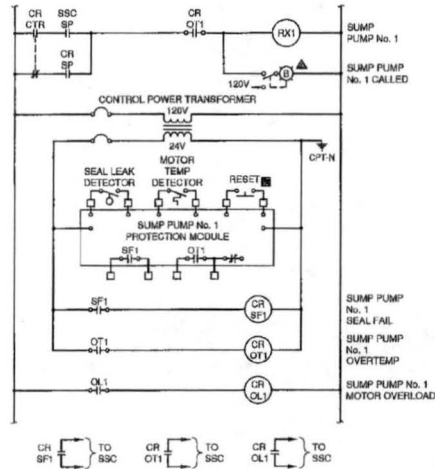 CR SSC CR SUMP
CTR SP OT1 RX1 PUMP No. 1
CR SUMP PUMP
SP B No. 1 CALLED
120V
CONTROL POWER TRANSFORMER
120V
24V
CPT-N
MOTOR
SEAL LEAK TEMP RESET
DETECTOR DETECTOR
SUMP PUMP No. 1
PROTECTION MODULE
SF1 OT1
SUMP PUMP
SF1 CR No. 1
SF1 SEAL FAIL
SUMP PUMP
OT1 CR No. 1
OT1 OVERTEMP
OL1 CR SUMP PUMP No. 1
OL1 MOTOR OVERLOAD
CR TO CR TO CR TO
SF1 SSC OT1 SSC OL1 SSC